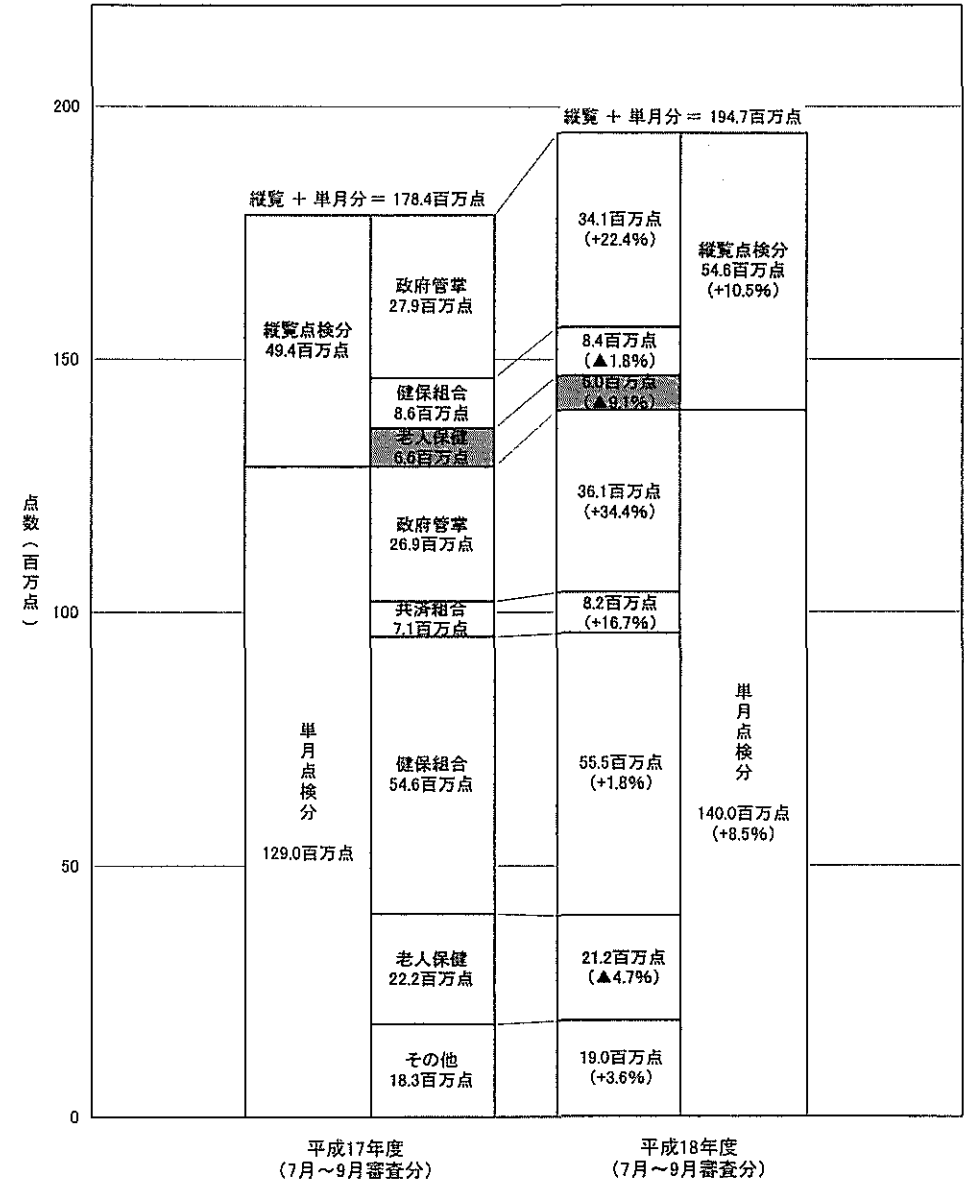 200
150
100
50
0
点数（百万点）
縦覧 ＋ 単月分＝ 178.4百万点
縦覧点検分
49.4百万点
単月点検分
129.0百万点
政府管掌
27.9百万点
健保組合
8.6百万点
老人保健
6.6百万点
政府管掌
26.9百万点
共済組合
7.1百万点
健保組合
54.6百万点
老人保健
22.2百万点
その他
18.3百万点
縦覧 ＋ 単月分＝ 194.7百万点
34.1百万点
(+22.4%)
8.4百万点
(▲1.8%)
6.0百万点
(▲9.1%)
36.1百万点
(+34.4%)
8.2百万点
(+16.7%)
55.5百万点
(+1.8%)
21.2百万点
(▲4.7%)
19.0百万点
(+3.6%)
縦覧点検分
54.6百万点
(+10.5%)
単月点検分
140.0百万点
(+8.5%)
平成17年度
(7月～9月審査分)
平成18年度
(7月～9月審査分)